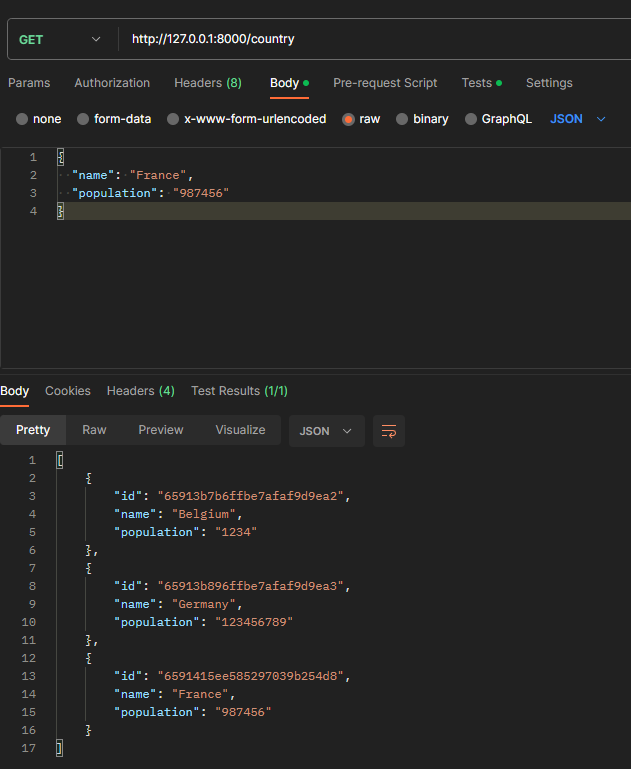 GET http://127.0.0.1:8000/country
Params Authorization Headers (8) Body Pre-request Script Tests Settings
none form-data x-www-form-urlencoded raw binary GraphQL JSON
1 {
2 "name": "France",
3 "population": "987456"
4 }
Body Cookies Headers (4) Test Results (1/1)
Pretty Raw Preview Visualize JSON
1 [
2 {
3 "id": "65913b7b6ffbe7afaf9d9ea2",
4 "name": "Belgium",
5 "population": "1234"
6 },
7 {
8 "id": "65913b896ffbe7afaf9d9ea3",
9 "name": "Germany",
10 "population": "123456789"
11 },
12 {
13 "id": "6591415ee585297039b254d8",
14 "name": "France",
15 "population": "987456"
16 }
17 ]